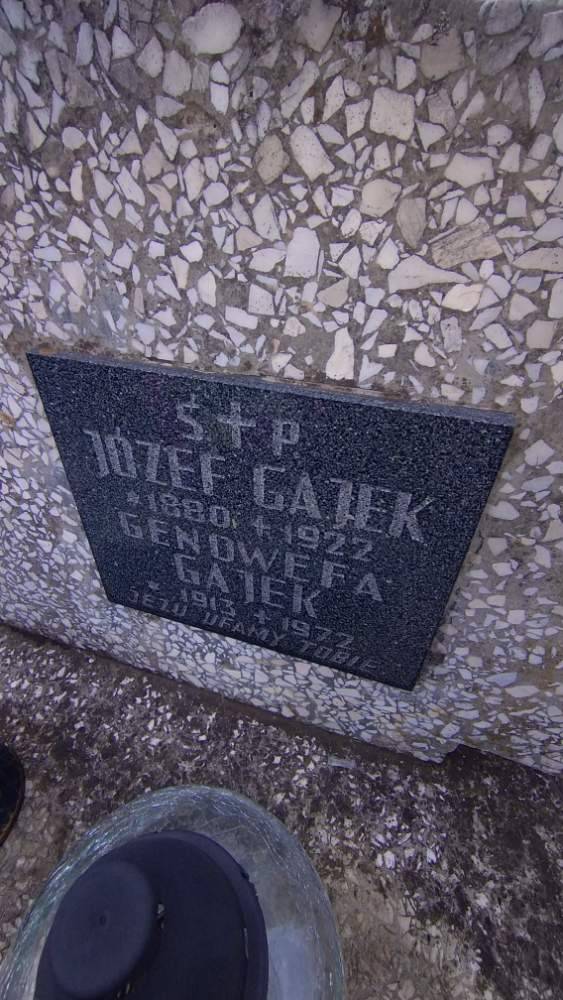 Ś † P
JÓZEF GAJEK
* 1880 † 1922
GENOWEFA
GAJEK
* 1913 † 1972
JEZU UFAMY TOBIE